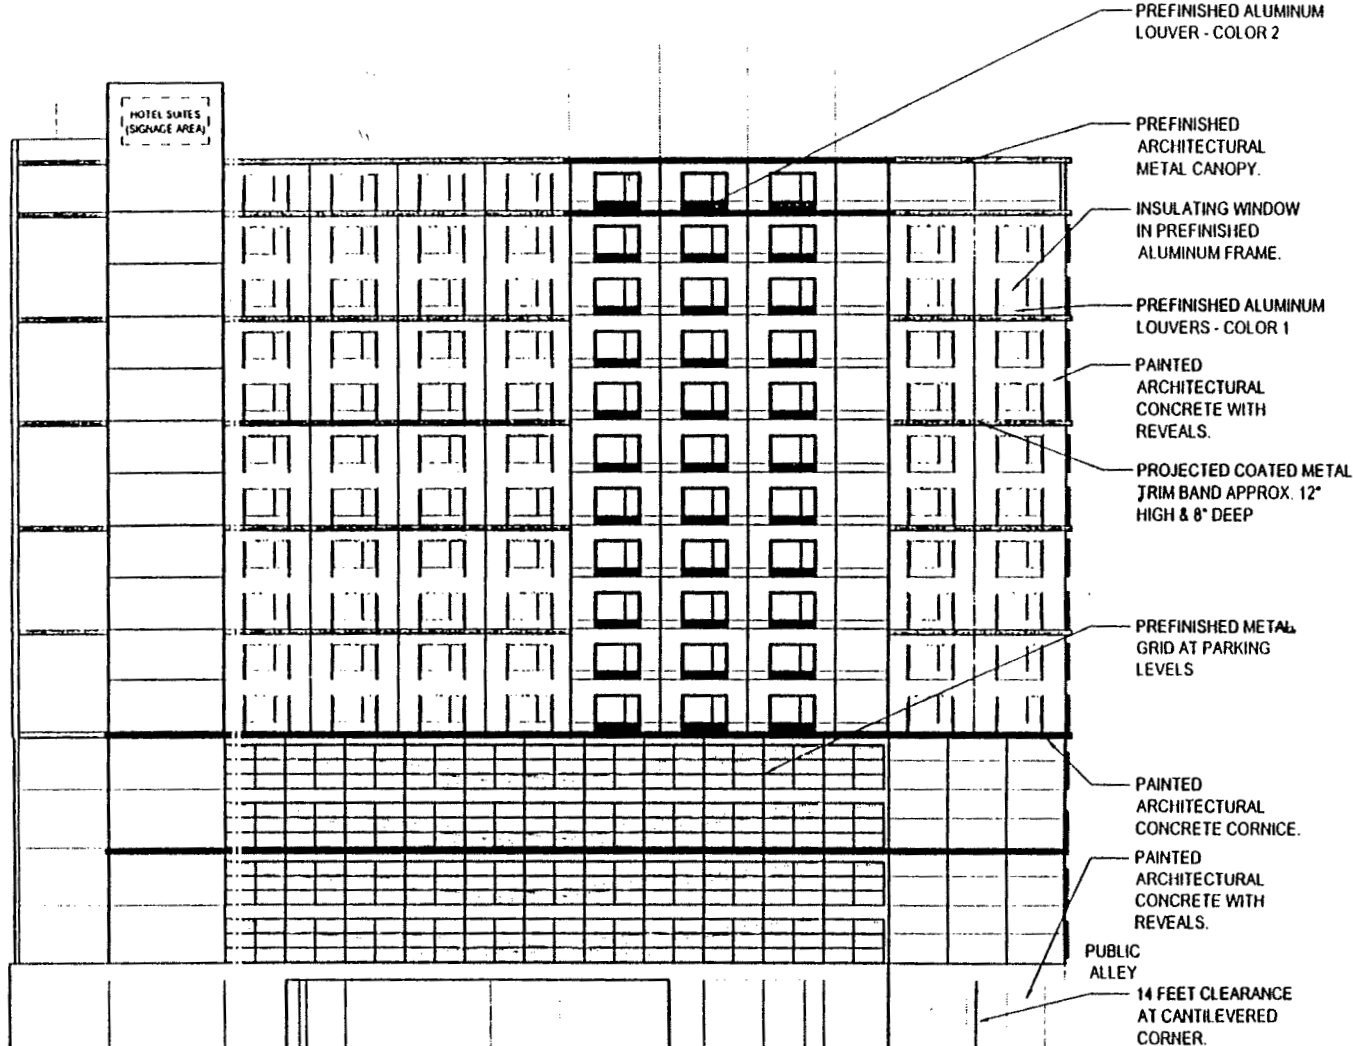 PREFINISHED ALUMINUM
LOUVER - COLOR 2
HOTEL SUITES
(SIGNAGE AREA)
PREFINISHED
ARCHITECTURAL
METAL CANOPY.
INSULATING WINDOW
IN PREFINISHED
ALUMINUM FRAME.
PREFINISHED ALUMINUM
LOUVERS - COLOR 1
PAINTED
ARCHITECTURAL
CONCRETE WITH
REVEALS.
PROJECTED COATED METAL
TRIM BAND APPROX. 12"
HIGH & 8" DEEP
PREFINISHED METAL
GRID AT PARKING
LEVELS
PAINTED
ARCHITECTURAL
CONCRETE CORNICE.
PAINTED
ARCHITECTURAL
CONCRETE WITH
REVEALS.
PUBLIC
ALLEY
14 FEET CLEARANCE
AT CANTILEVERED
CORNER.